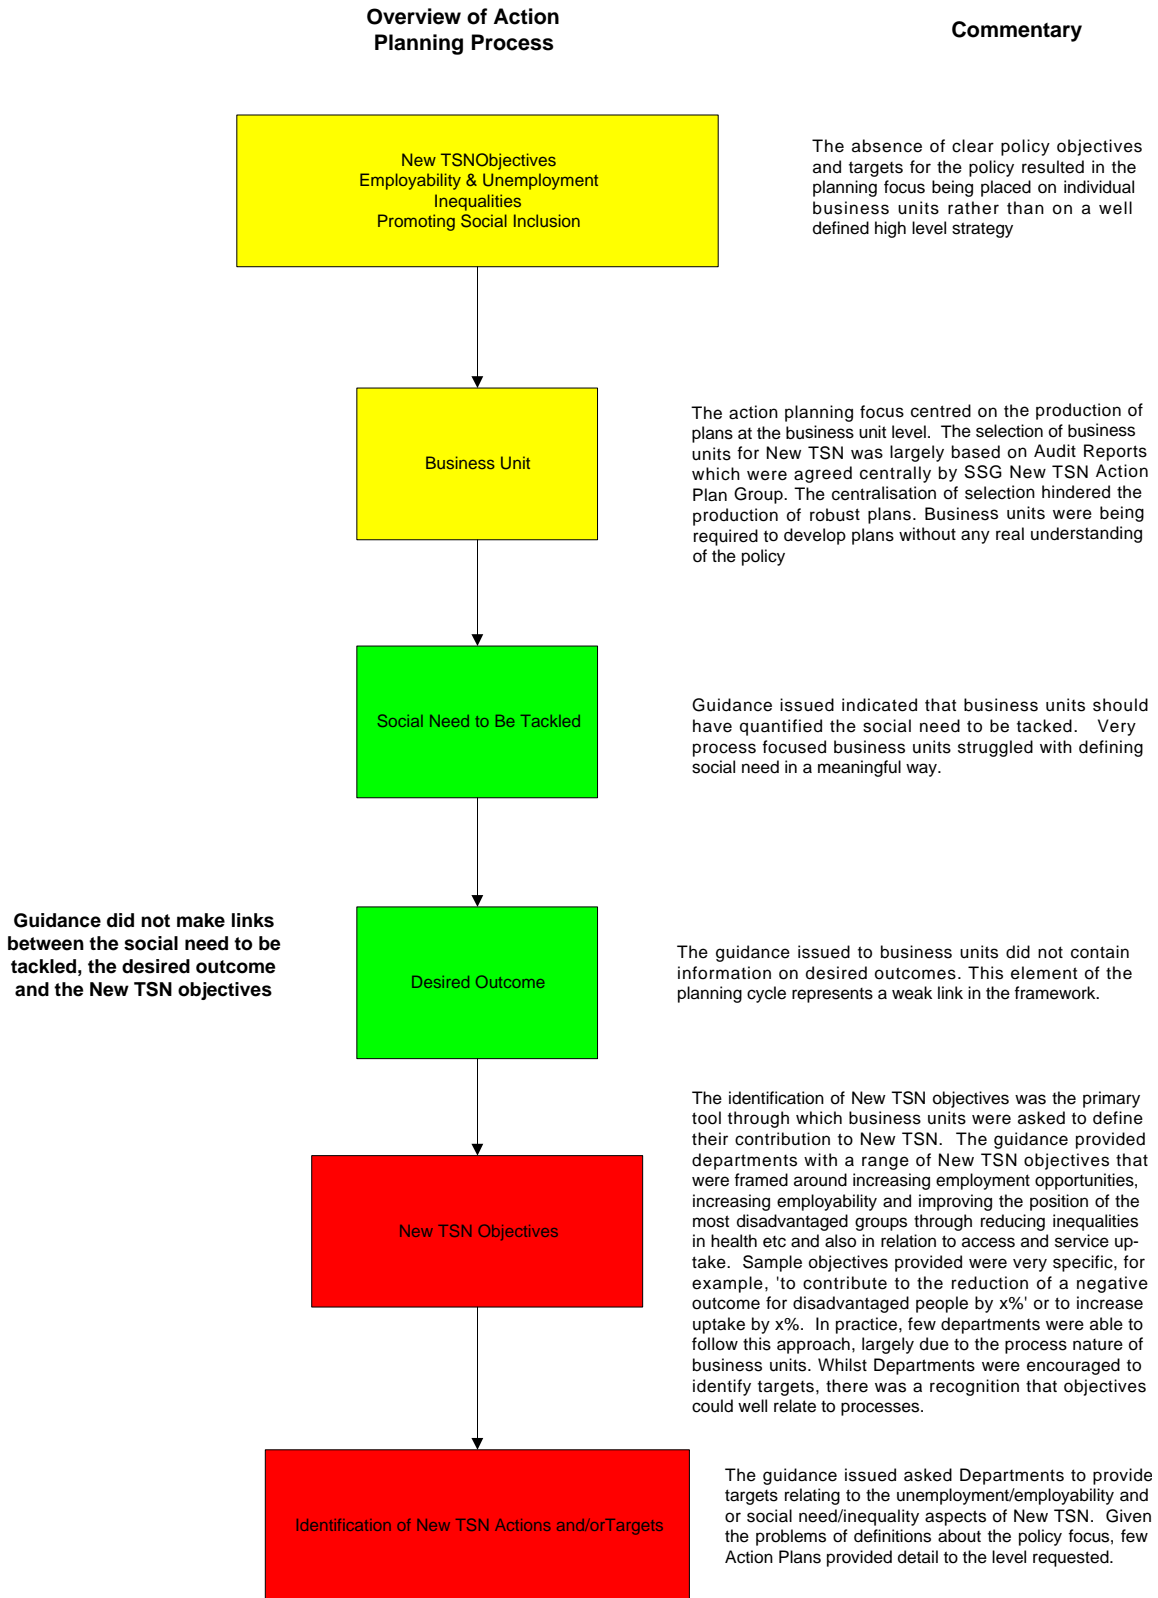 Overview of Action
Planning Process
Commentary
New TSNObjectives
Employability & Unemployment
Inequalities
Promoting Social Inclusion
The absence of clear policy objectives
and targets for the policy resulted in the
planning focus being placed on individual
business units rather than on a well
defined high level strategy
Business Unit
The action planning focus centred on the production of
plans at the business unit level. The selection of business
units for New TSN was largely based on Audit Reports
which were agreed centrally by SSG New TSN Action
Plan Group. The centralisation of selection hindered the
production of robust plans. Business units were being
required to develop plans without any real understanding
of the policy
Social Need to Be Tackled
Guidance issued indicated that business units should
have quantified the social need to be tacked. Very
process focused business units struggled with defining
social need in a meaningful way.
Guidance did not make links
between the social need to be
tackled, the desired outcome
and the New TSN objectives
Desired Outcome
The guidance issued to business units did not contain
information on desired outcomes. This element of the
planning cycle represents a weak link in the framework.
New TSN Objectives
The identification of New TSN objectives was the primary
tool through which business units were asked to define
their contribution to New TSN. The guidance provided
departments with a range of New TSN objectives that
were framed around increasing employment opportunities,
increasing employability and improving the position of the
most disadvantaged groups through reducing inequalities
in health etc and also in relation to access and service up-
take. Sample objectives provided were very specific, for
example, 'to contribute to the reduction of a negative
outcome for disadvantaged people by x%' or to increase
uptake by x%. In practice, few departments were able to
follow this approach, largely due to the process nature of
business units. Whilst Departments were encouraged to
identify targets, there was a recognition that objectives
could well relate to processes.
Identification of New TSN Actions and/orTargets
The guidance issued asked Departments to provide
targets relating to the unemployment/employability and
or social need/inequality aspects of New TSN. Given
the problems of definitions about the policy focus, few
Action Plans provided detail to the level requested.